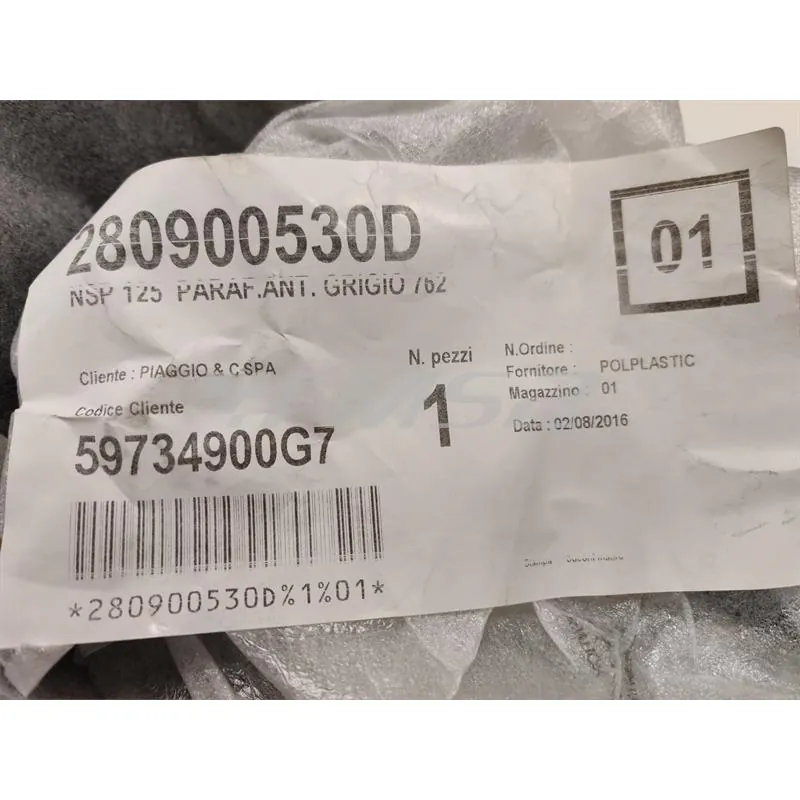 280900530D
NSP 125 PARAF.ANT. GRIGIO 762
01
Cliente : PIAGGIO & C SPA
Codice Cliente
59734900G7
N. pezzi
1
N.Ordine :
Fornitore : POLPLASTIC
Magazzino : 01
Data : 02/08/2016
*280900530D%1%01*
Stampa